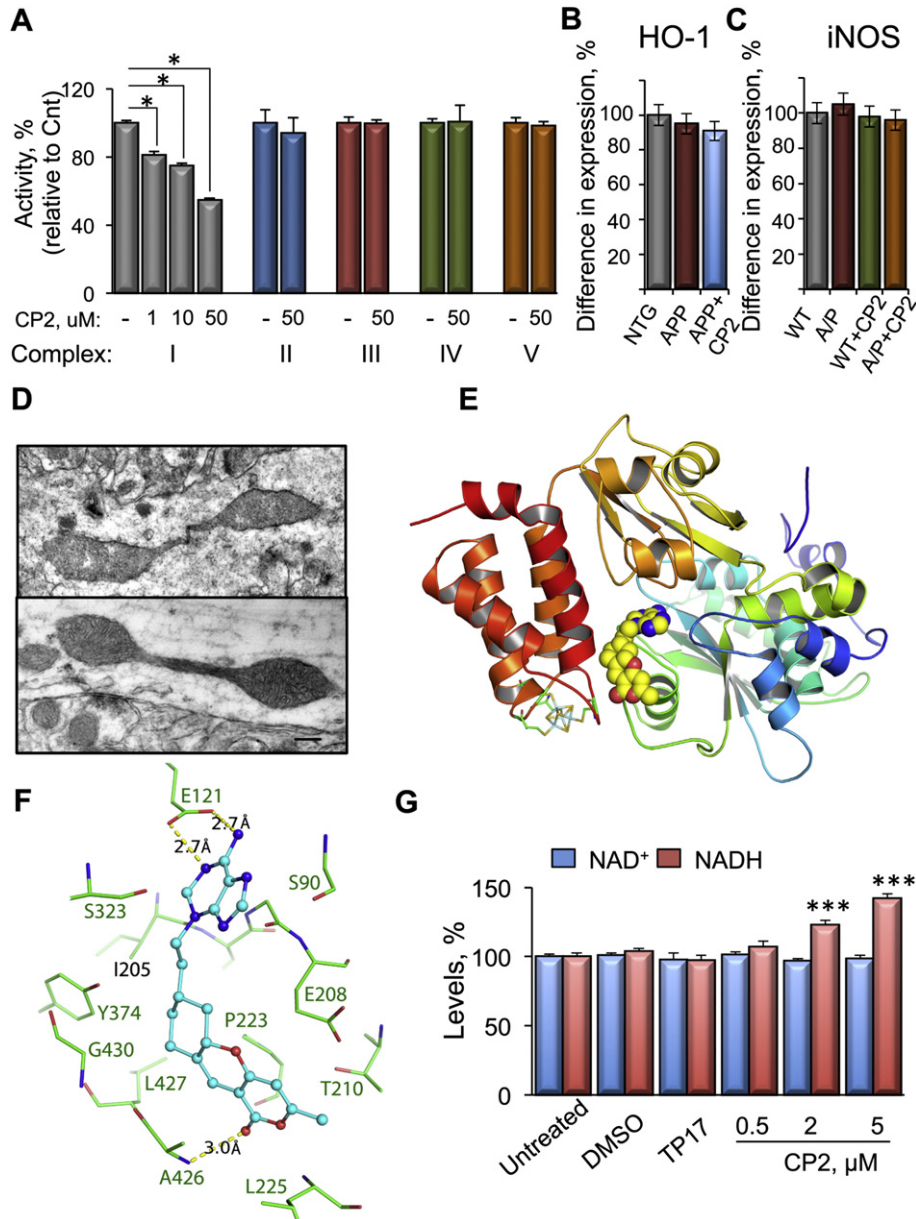 A
Activity, %
(relative to Cnt)
120
80
40
0
*
*
*
CP2, uM: - 1 10 50 - 50 - 50 - 50 - 50
Complex: I II III IV V
B
HO-1
Difference in expression, %
100
80
60
40
20
NTG
APP
APP+
CP2
C
iNOS
Difference in expression, %
100
80
60
40
20
WT
A/P
WT+CP2
A/P+CP2
D
E
F
E121
2.7Å
2.7Å
S90
S323
I205
E208
Y374
P223
G430
L427
T210
3.0Å
A426
L225
G
NAD+ NADH
Levels, %
150
100
50
0
***
***
Untreated
DMSO
TP17
0.5 2 5
CP2, µM